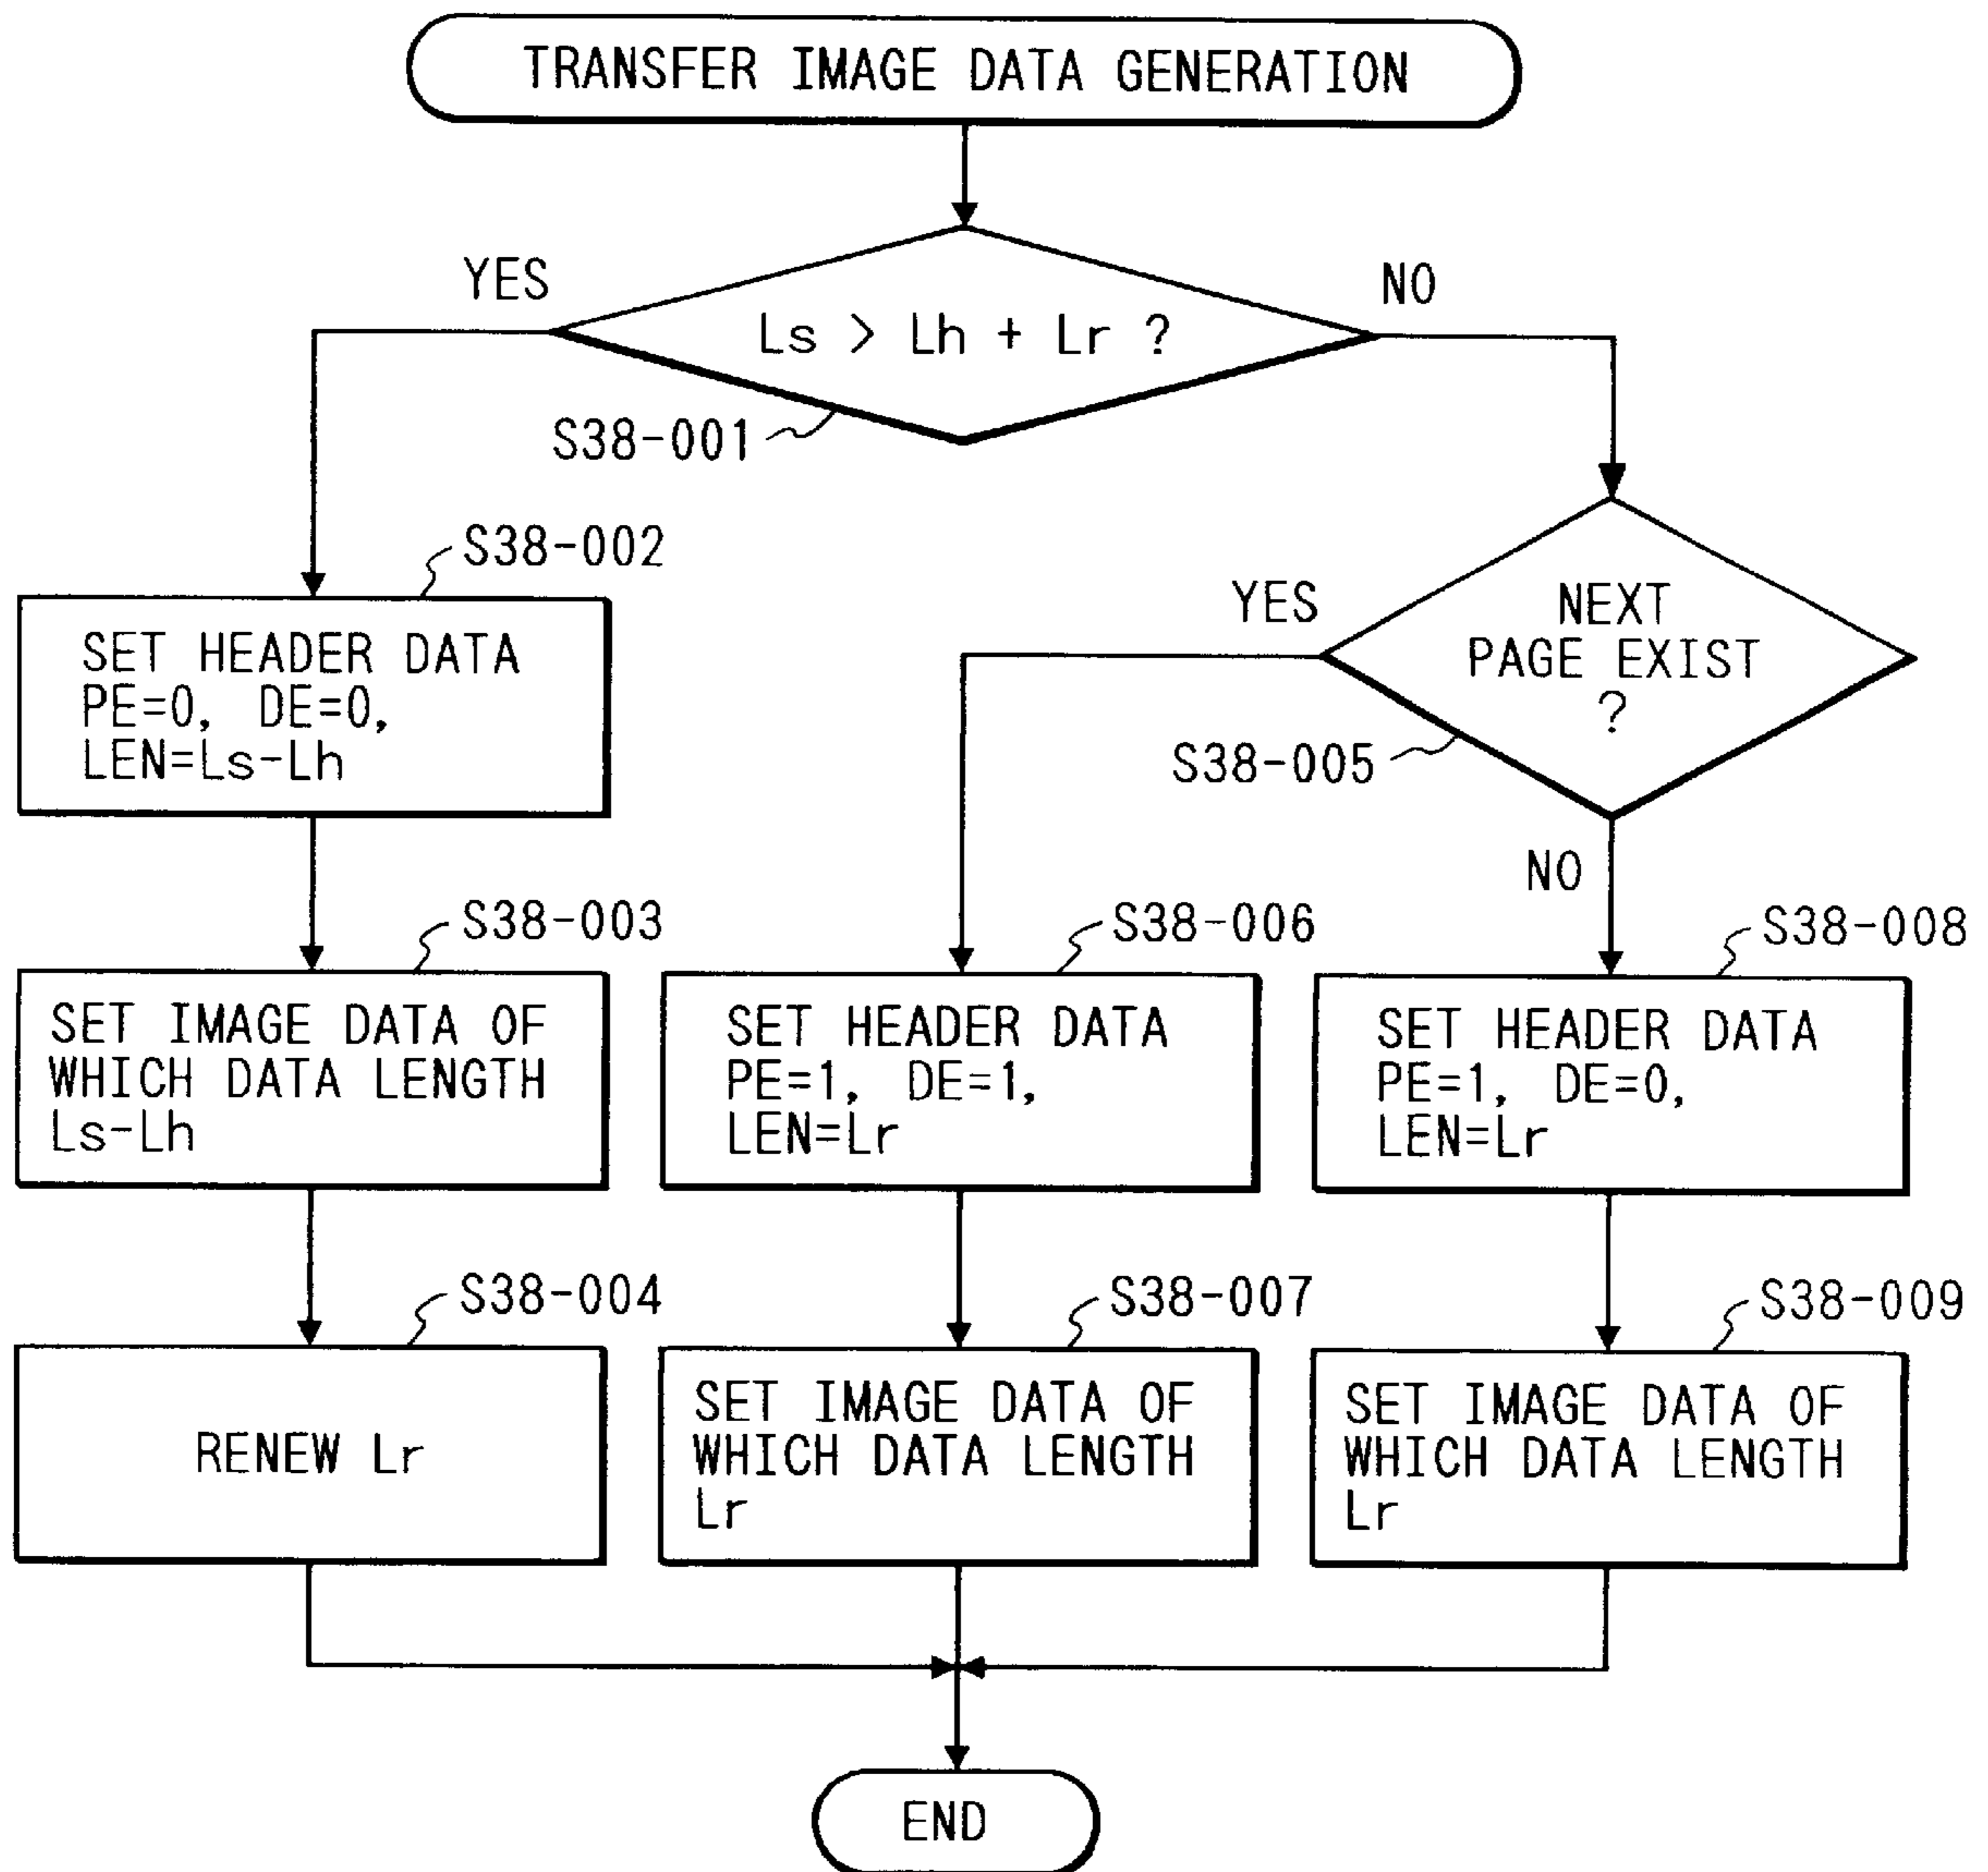 TRANSFER IMAGE DATA GENERATION
YES
NO
Ls > Lh + Lr ?
S38-001
S38-002
SET HEADER DATA
PE=0, DE=0,
LEN=Ls-Lh
YES
NEXT
PAGE EXIST
?
S38-005
NO
S38-003
SET IMAGE DATA OF
WHICH DATA LENGTH
Ls-Lh
S38-006
SET HEADER DATA
PE=1, DE=1,
LEN=Lr
S38-008
SET HEADER DATA
PE=1, DE=0,
LEN=Lr
S38-004
RENEW Lr
S38-007
SET IMAGE DATA OF
WHICH DATA LENGTH
Lr
S38-009
SET IMAGE DATA OF
WHICH DATA LENGTH
Lr
END